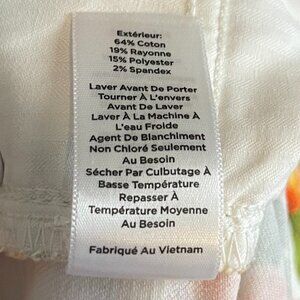 Extérieur:
64% Coton
19% Rayonne
15% Polyester
2% Spandex
Laver Avant De Porter
Tourner À L'envers
Avant De Laver
Laver À La Machine À
L'eau Froide
Agent De Blanchiment
Non Chloré Seulement
Au Besoin
Sécher Par Culbutage À
Basse Température
Repasser À
Température Moyenne
Au Besoin
Fabriqué Au Vietnam